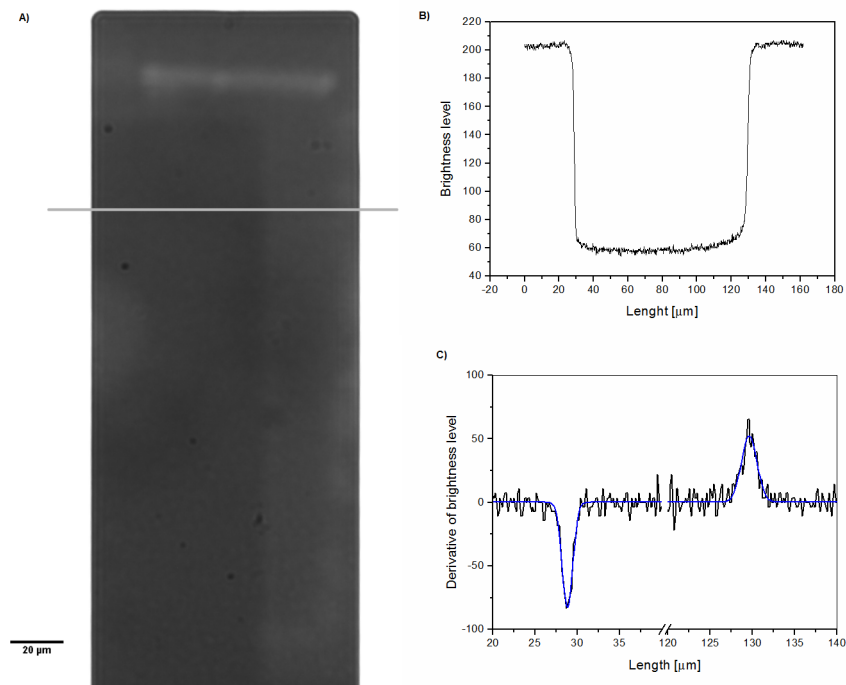 A)
20 µm
B)
Brightness level
220
200
180
160
140
120
100
80
60
40
-20 0 20 40 60 80 100 120 140 160 180
Lenght [µm]
C)
Derivative of brightness level
100
50
0
-50
-100
20 25 30 35 120 125 130 135 140
Length [µm]